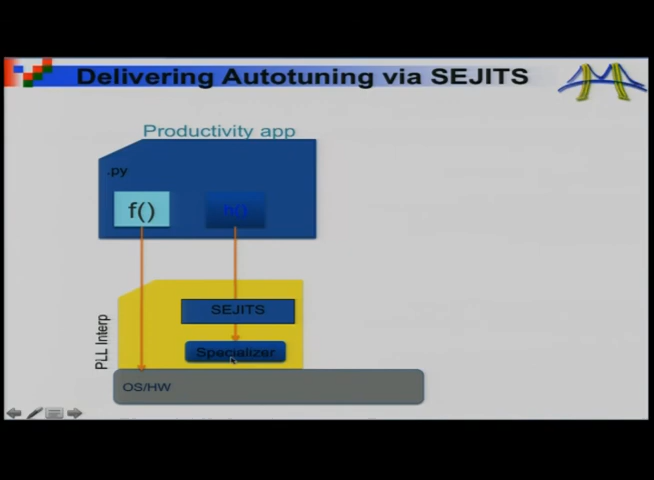 Delivering Autotuning via SEJITS
Productivity app
.py
f()
h()
PLL Interp
SEJITS
Specializer
OS/HW